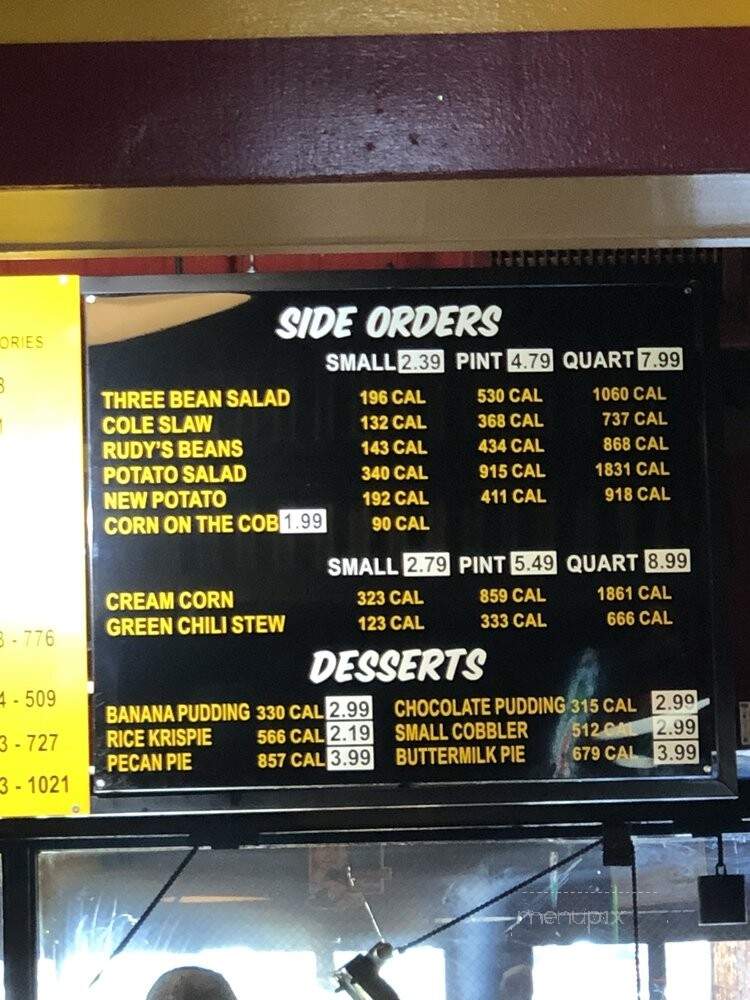 ORIES
3 - 776
4 - 509
3 - 727
3 - 1021
SIDE ORDERS
SMALL 2.39 PINT 4.79 QUART 7.99
THREE BEAN SALAD 196 CAL 530 CAL 1060 CAL
COLE SLAW 132 CAL 368 CAL 737 CAL
RUDY'S BEANS 143 CAL 434 CAL 868 CAL
POTATO SALAD 340 CAL 915 CAL 1831 CAL
NEW POTATO 192 CAL 411 CAL 918 CAL
CORN ON THE COB 1.99 90 CAL
SMALL 2.79 PINT 5.49 QUART 8.99
CREAM CORN 323 CAL 859 CAL 1861 CAL
GREEN CHILI STEW 123 CAL 333 CAL 666 CAL
DESSERTS
BANANA PUDDING 330 CAL 2.99 CHOCOLATE PUDDING 315 CAL 2.99
RICE KRISPIE 566 CAL 2.19 SMALL COBBLER 512 CAL 2.99
PECAN PIE 857 CAL 3.99 BUTTERMILK PIE 679 CAL 3.99
menupix